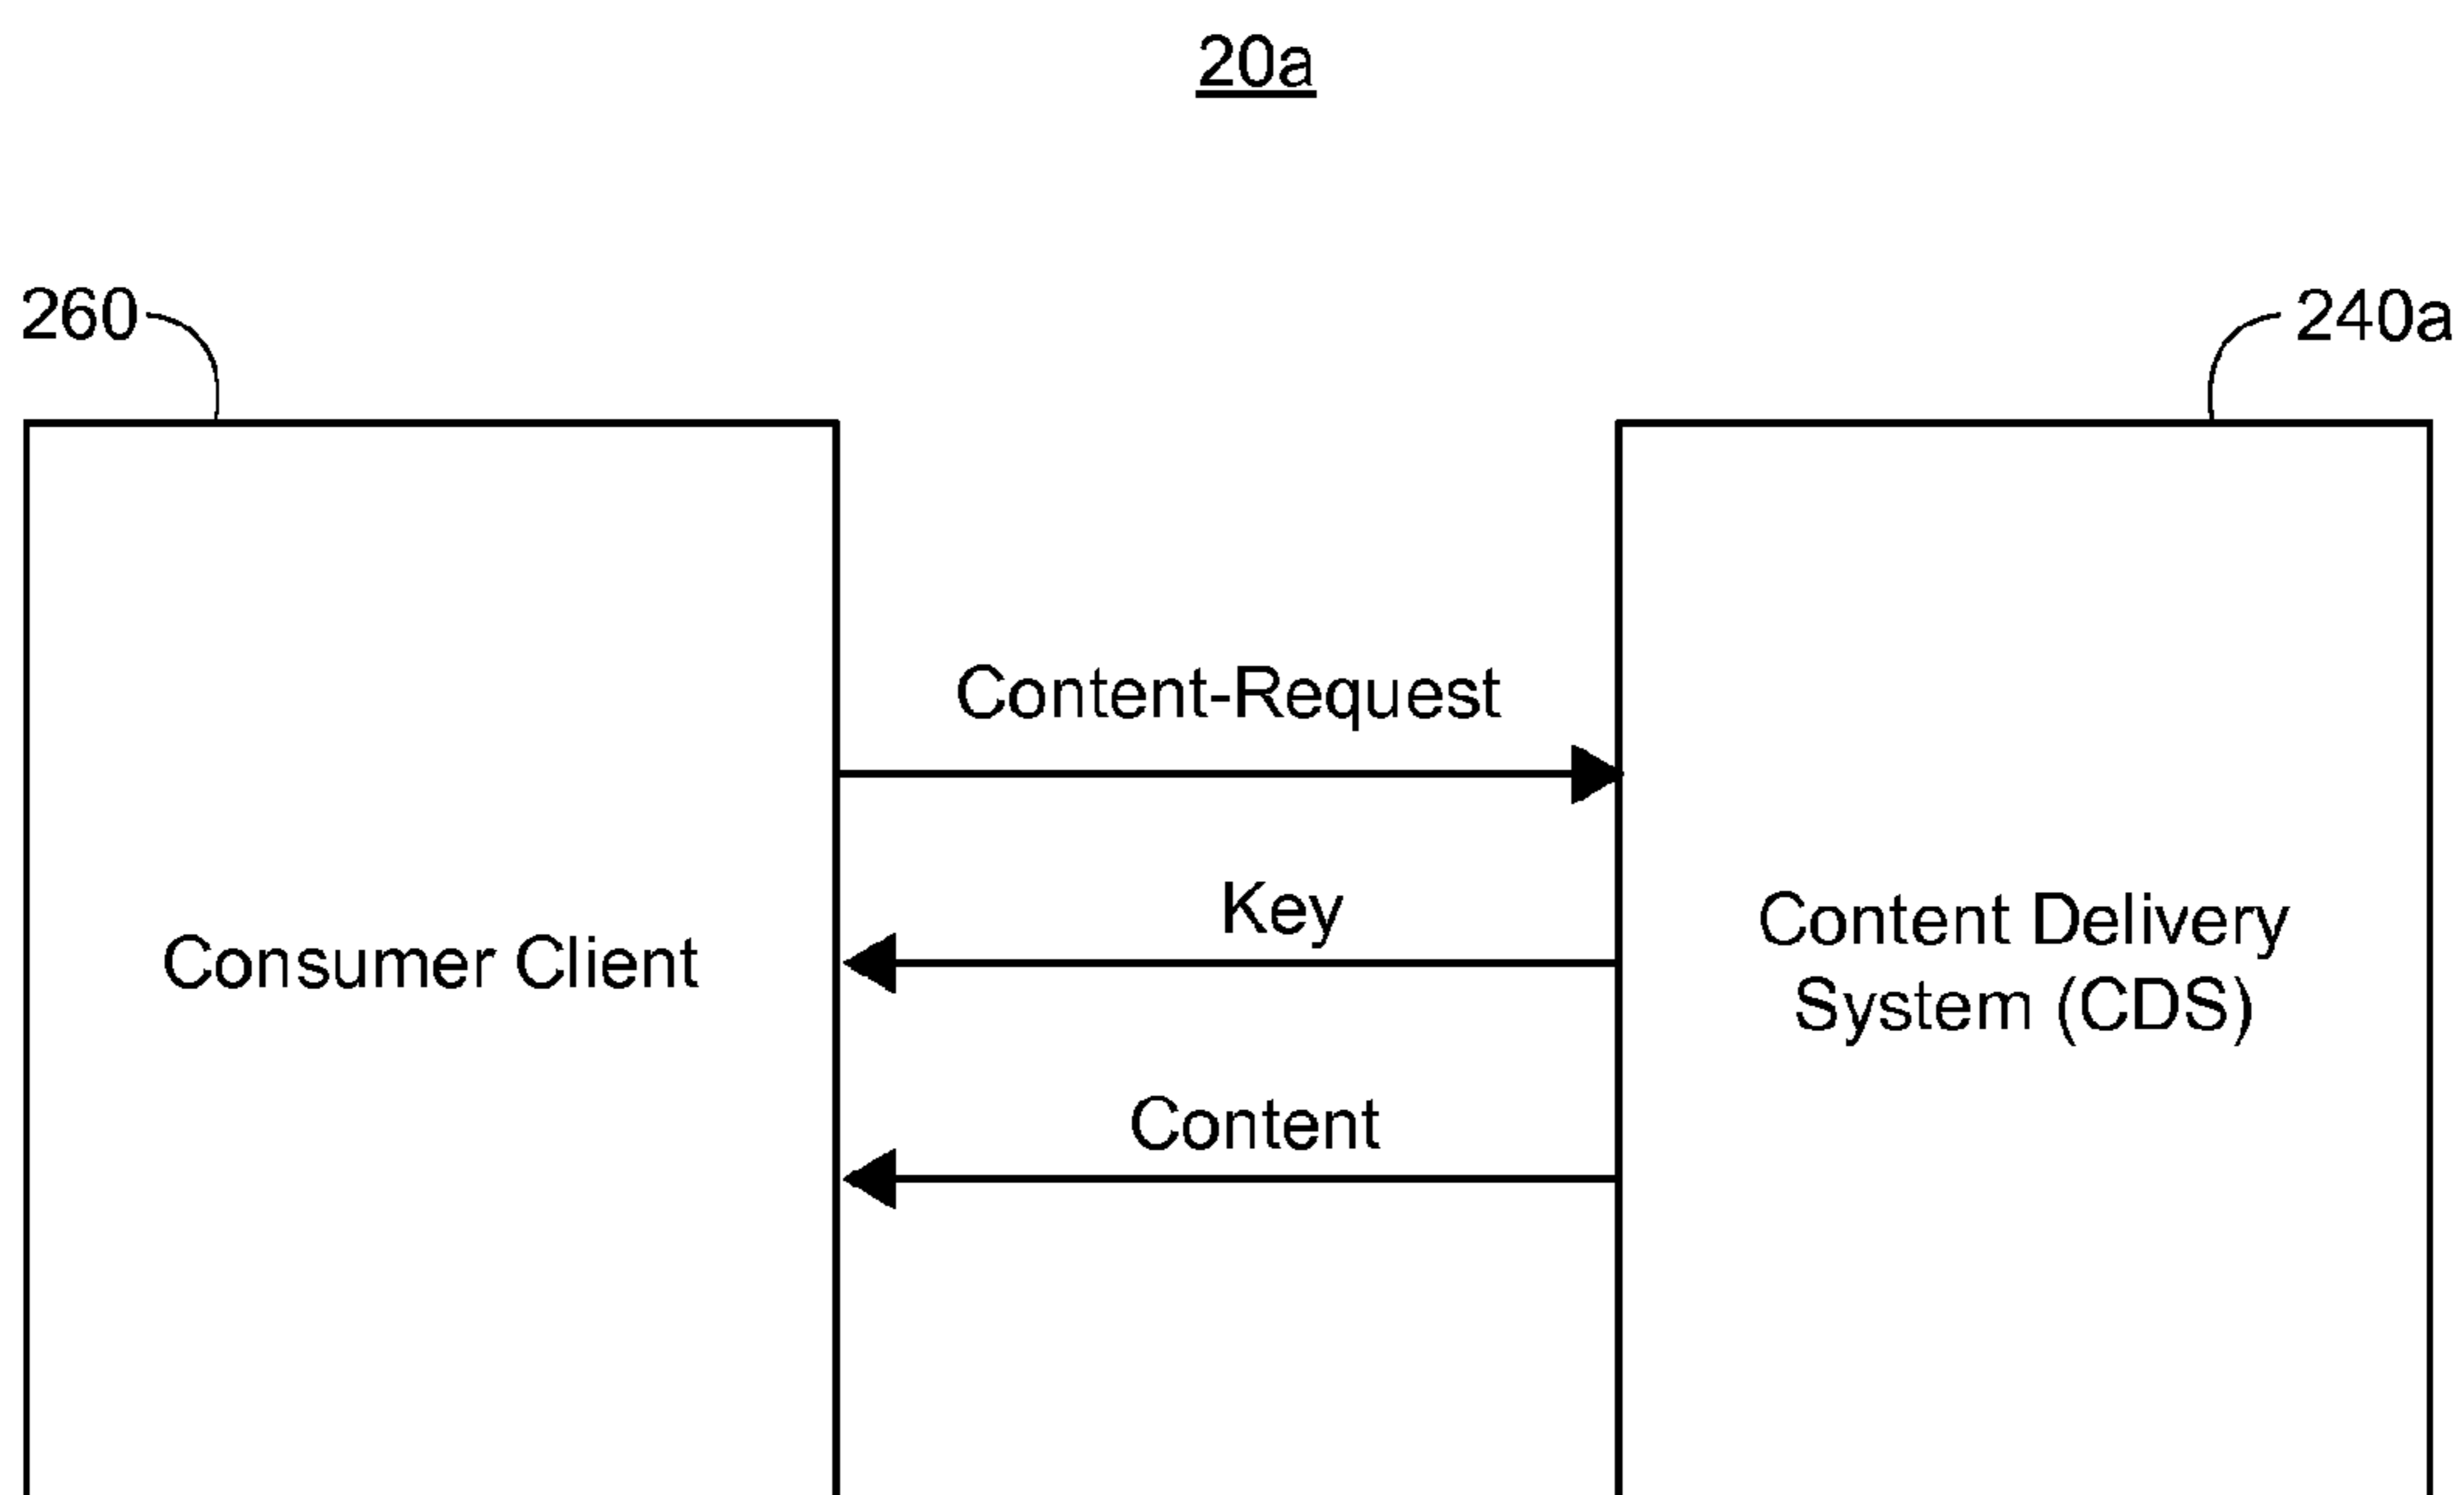 20a
260
240a
Content-Request
Key
Consumer Client
Content Delivery
System (CDS)
Content